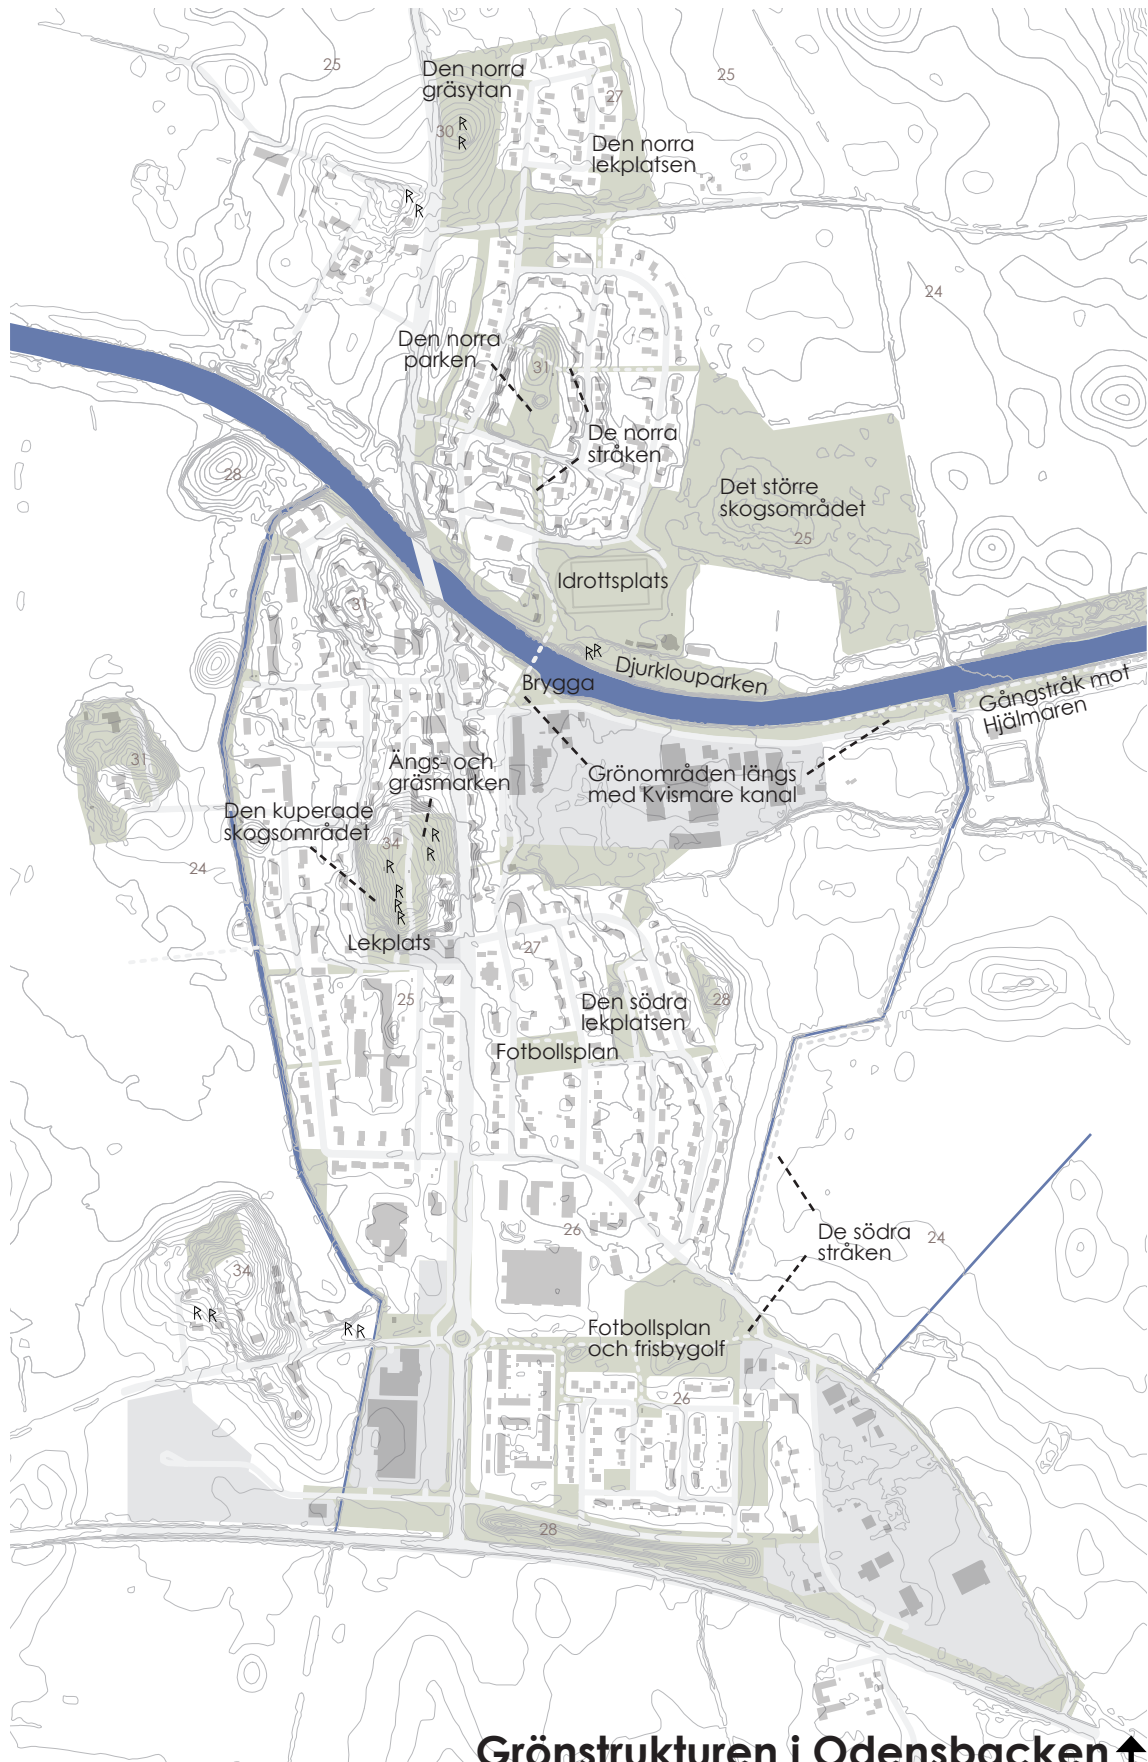 25
Den norra
gräsytan
25
27
30
R
R
Den norra
lekplatsen
R
R
24
Den norra
parken
31
De norra
stråken
28
Det större
skogsområdet
25
Idrottsplats
31
RR
Djurklouparken
Brygga
Gångstråk mot
Hjälmaren
31
Ängs- och
gräsmarken
Grönområden längs
med Kvismare kanal
Den kuperade
skogsområdet
34
R
R
R
24
R
R
R
Lekplats
27
25
Den södra
lekplatsen
28
Fotbollsplan
26
De södra
stråken
24
34
R R
R R
Fotbollsplan
och frisbygolf
26
28
Grönstrukturen i Odensbacken